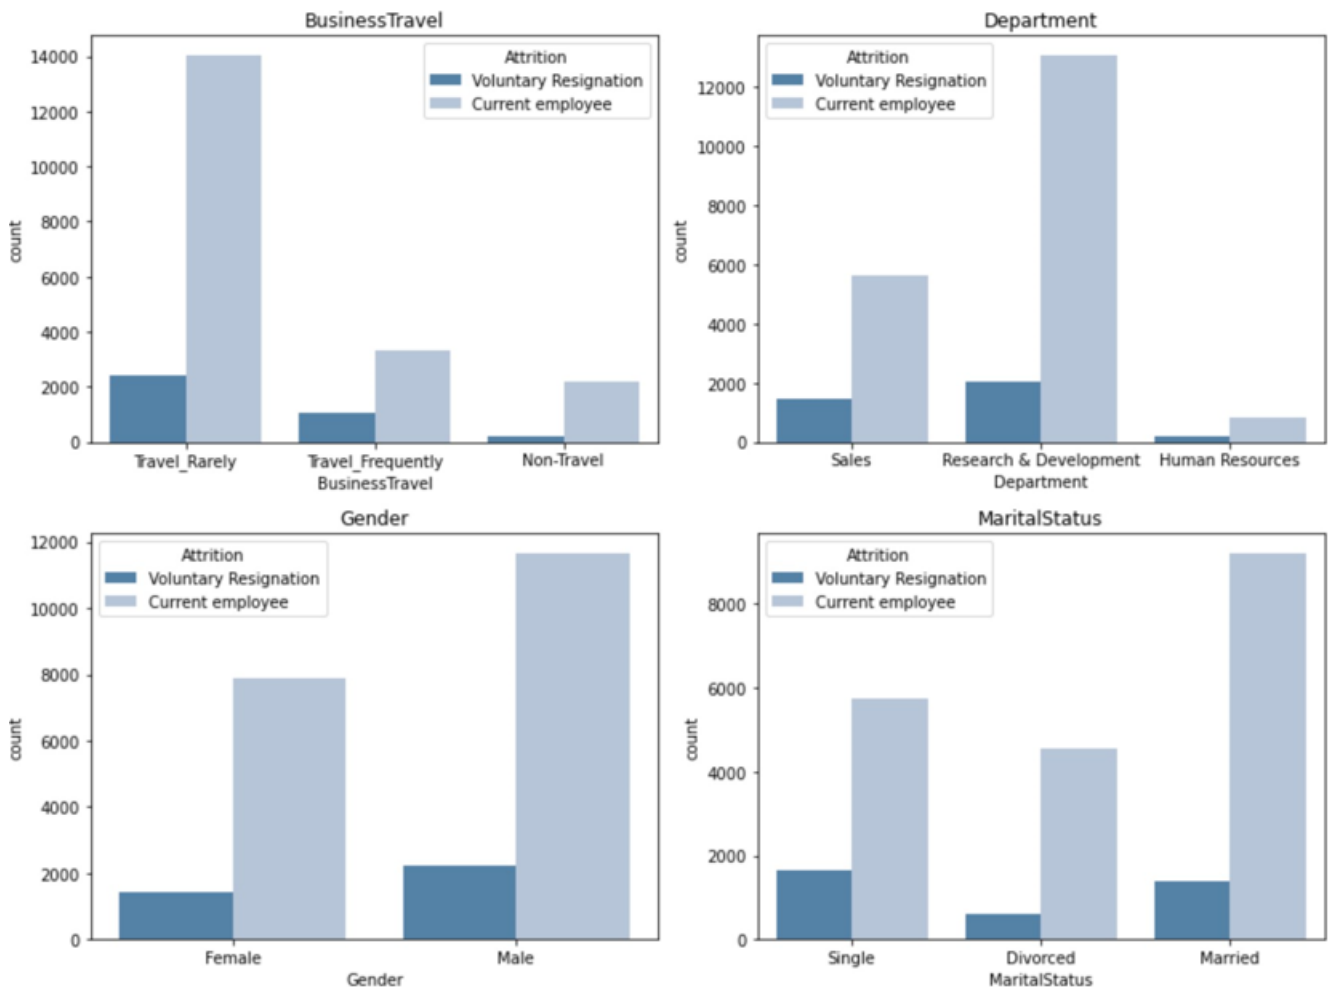 BusinessTravel
Attrition
Voluntary Resignation
Current employee
14000
12000
10000
8000
6000
4000
2000
0
count
Travel_Rarely Travel_Frequently Non-Travel
BusinessTravel
Department
Attrition
Voluntary Resignation
Current employee
12000
10000
8000
6000
4000
2000
0
count
Sales Research & Development Human Resources
Department
Gender
Attrition
Voluntary Resignation
Current employee
12000
10000
8000
6000
4000
2000
0
count
Female Male
Gender
MaritalStatus
Attrition
Voluntary Resignation
Current employee
8000
6000
4000
2000
0
count
Single Divorced Married
MaritalStatus